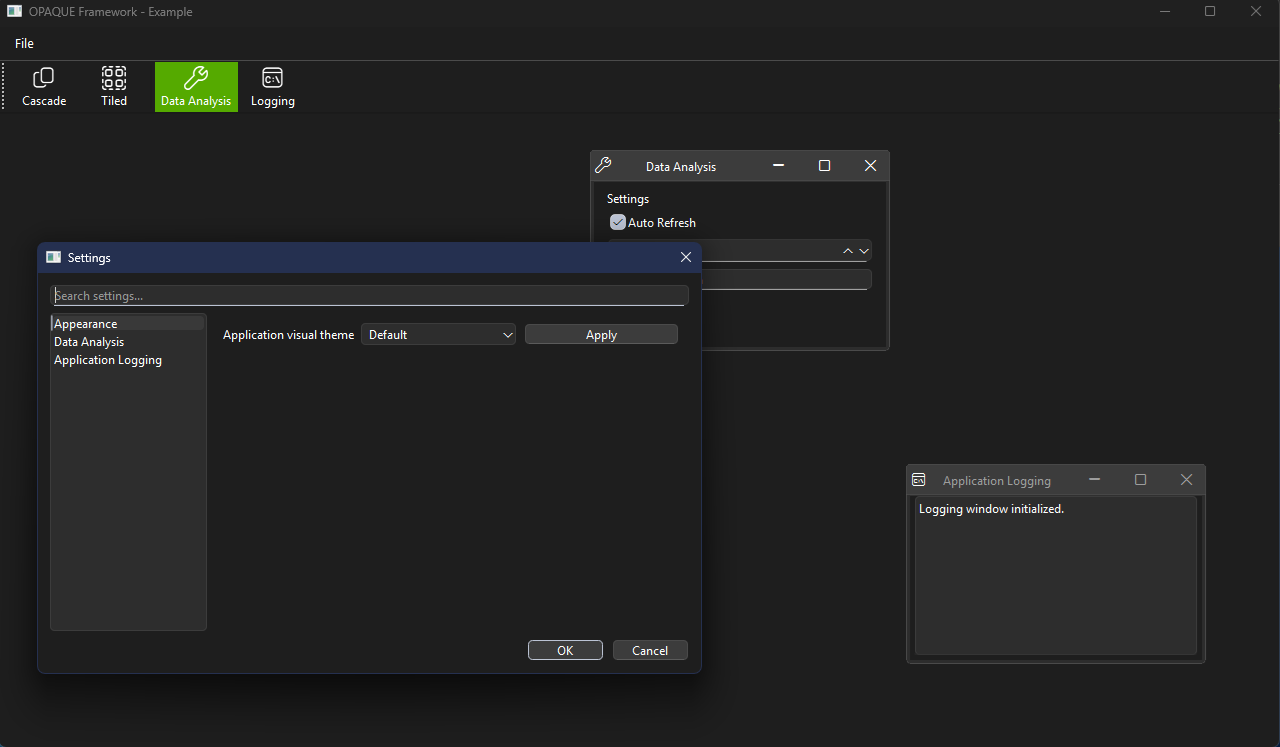 OPAQUE Framework - Example
File
Cascade
Tiled
Data Analysis
Logging
Data Analysis
Settings
Auto Refresh
Settings
Search settings...
Appearance
Data Analysis
Application Logging
Application visual theme
Default
Apply
OK
Cancel
Application Logging
Logging window initialized.